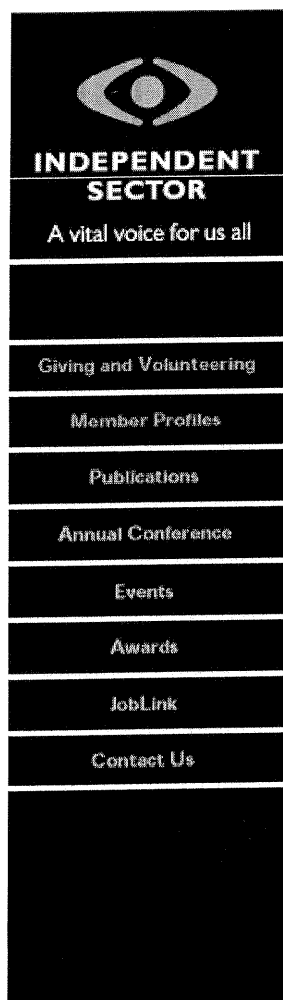 INDEPENDENT
SECTOR
A vital voice for us all
Giving and Volunteering
Member Profiles
Publications
Annual Conference
Events
Awards
JobLink
Contact Us